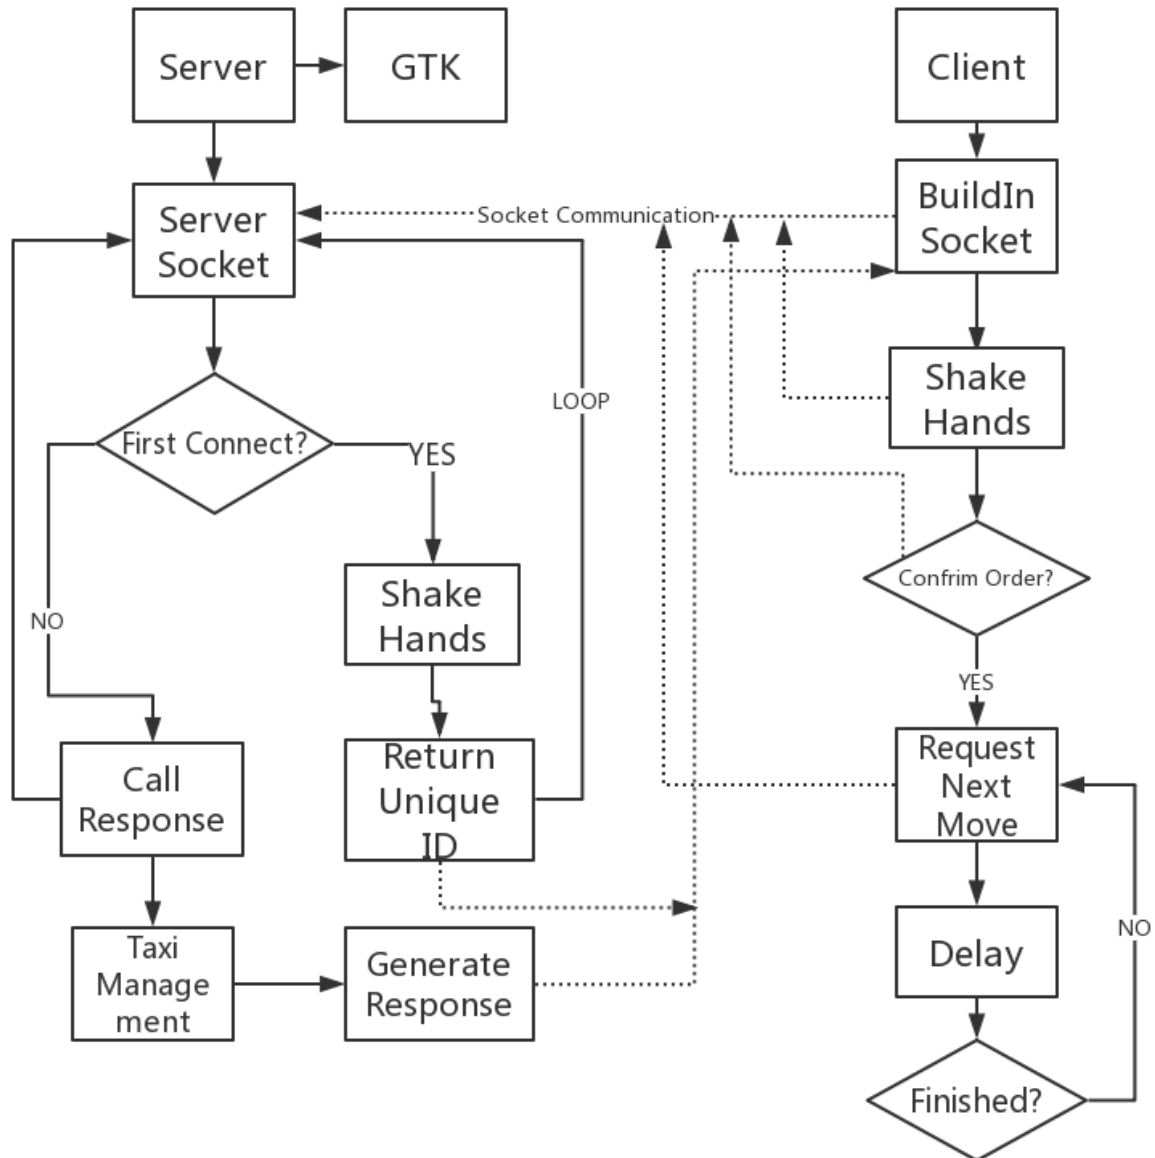 Server
GTK
Client
Server
Socket
Socket Communication
BuildIn
Socket
Shake
Hands
LOOP
First Connect?
YES
Confrim Order?
Shake
Hands
NO
YES
Request
Next
Move
Call
Response
Return
Unique
ID
Delay
NO
Taxi
Manage
ment
Generate
Response
Finished?